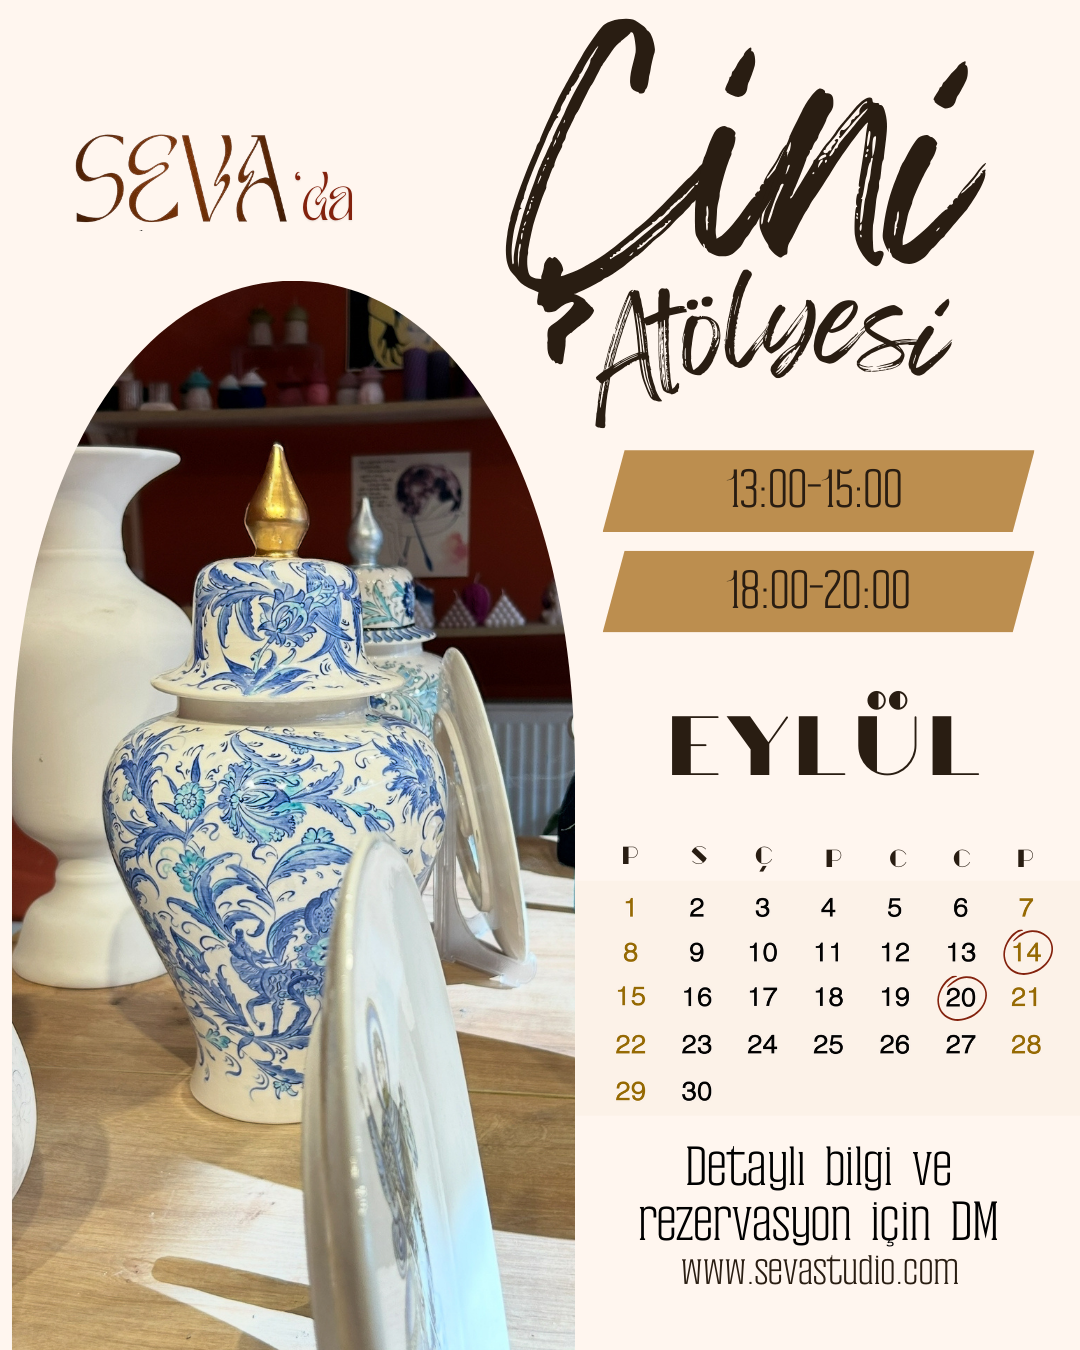 SEVA'da
Çini
Atölyesi
13:00-15:00
18:00-20:00
EYLÜL
P S Ç P C C P
1 2 3 4 5 6 7
8 9 10 11 12 13 14
15 16 17 18 19 20 21
22 23 24 25 26 27 28
29 30
Detaylı bilgi ve
rezervasyon için DM
www.sevastudio.com